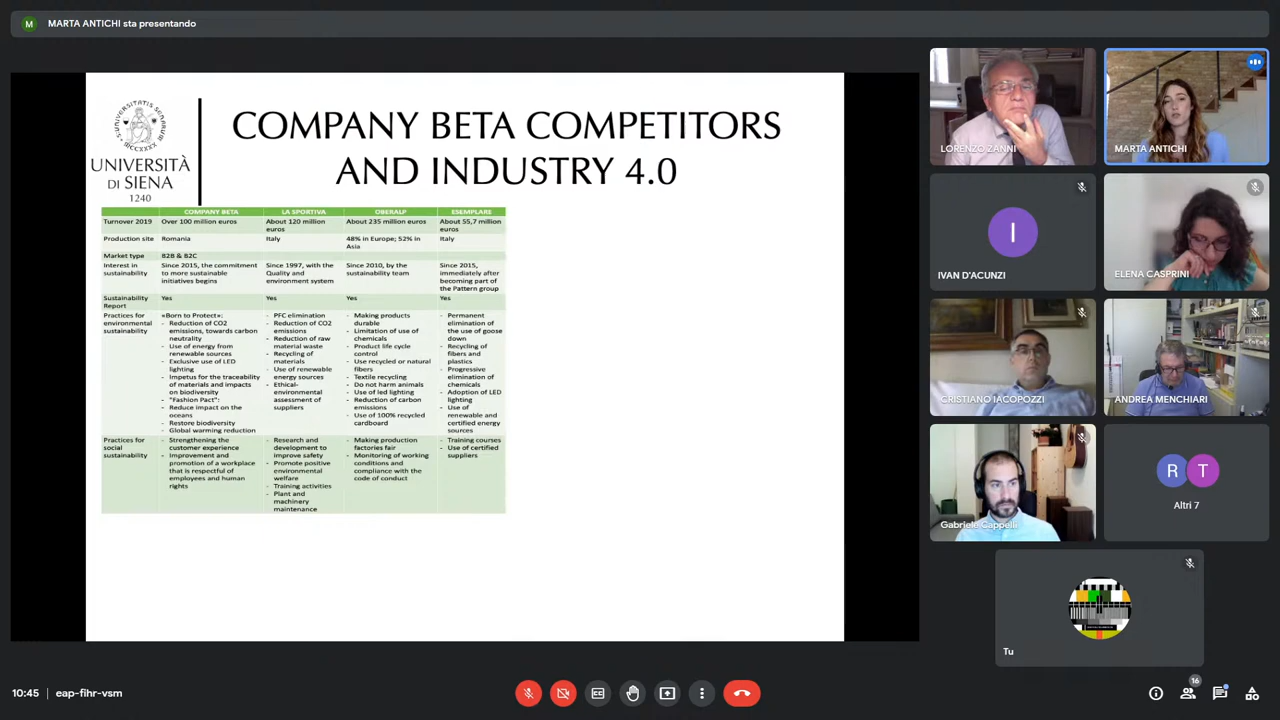 M MARTA ANTICHI sta presentando
UNIVERSITÀ
DI SIENA
1240
COMPANY BETA COMPETITORS
AND INDUSTRY 4.0
COMPANY BETA LA SPORTIVA OBERALP ESEMPLARE
Turnover 2019 Over 100 million euros About 120 million euros About 235 million euros About 55,7 million euros
Production site Romania Italy 48% in Europe; 52% in Asia Italy
Market type B2B & B2C
Interest in sustainability Since 2015, the commitment to more sustainable initiatives begins Since 1997, with the Quality and environment system Since 2010, by the sustainability team Since 2015, immediately after becoming part of the Pattern group
Sustainability Report Yes Yes Yes Yes
Practices for environmental sustainability
«Born to Protect»:
- Reduction of CO2 emissions, towards carbon neutrality
- Use of energy from renewable sources
- Exclusive use of LED lighting
- Impetus for the traceability of materials and impacts on biodiversity
- "Fashion Pact":
- Reduce impact on the oceans
- Restore biodiversity
- Global warming reduction
- PFC elimination
- Reduction of CO2 emissions
- Reduction of raw material waste
- Recycling of materials
- Use of renewable energy sources
- Ethical-environmental assessment of suppliers
- Making products durable
- Limitation of use of chemicals
- Product life cycle control
- Use recycled or natural fibers
- Textile recycling
- Do not harm animals
- Use of led lighting
- Reduction of carbon emissions
- Use of 100% recycled cardboard
- Permanent elimination of the use of goose down
- Recycling of fibers and plastics
- Progressive elimination of chemicals
- Adoption of LED lighting
- Use of renewable and certified energy sources
Practices for social sustainability
- Strengthening the customer experience
- Improvement and promotion of a workplace that is respectful of employees and human rights
- Research and development to improve safety
- Promote positive environmental welfare
- Training activities
- Plant and machinery maintenance
- Making production factories fair
- Monitoring of working conditions and compliance with the code of conduct
- Training courses
- Use of certified suppliers
LORENZO ZANNI
MARTA ANTICHI
I
IVAN D'ACUNZI
ELENA CASPRINI
CRISTIANO IACOPOZZI
ANDREA MENCHIARI
Gabriele Cappelli
R T
Altri 7
Tu
10:45 | eap-fihr-vsm
16